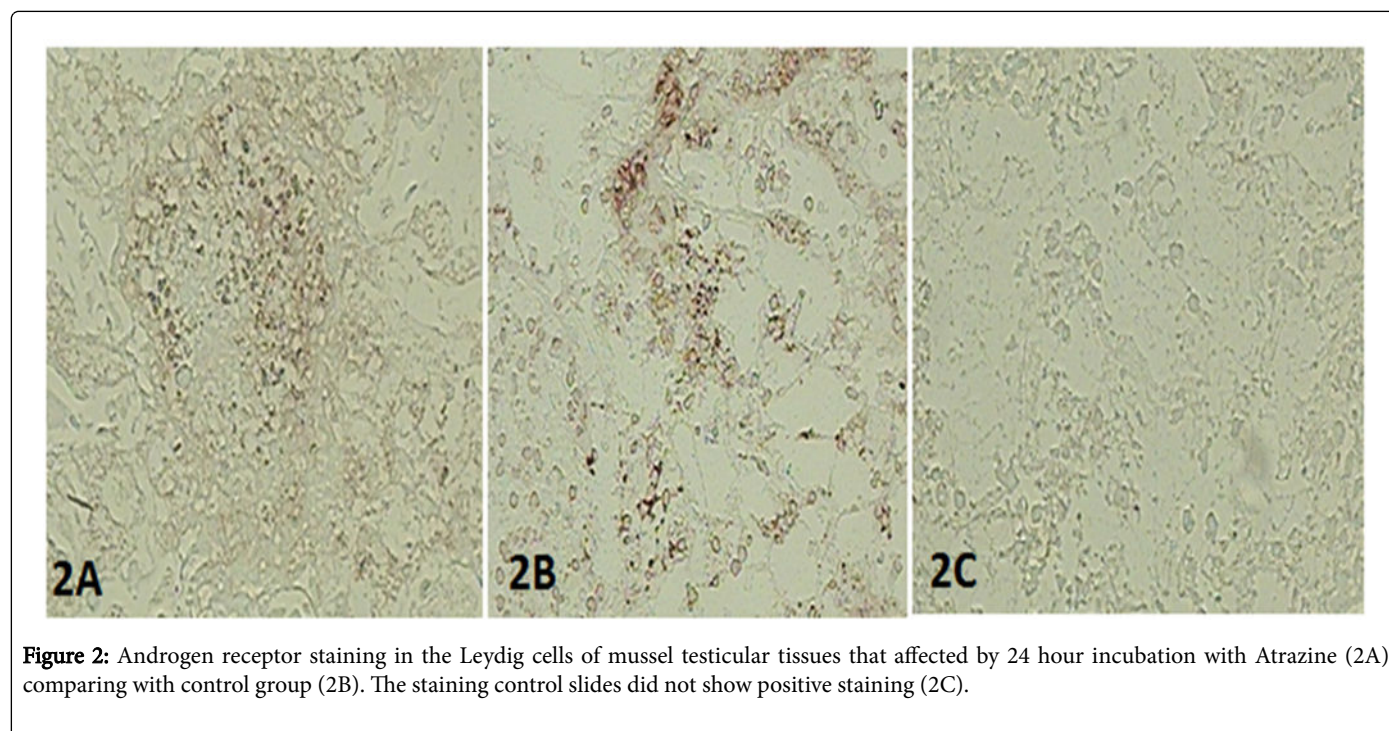 2A
2B
2C
Figure 2: Androgen receptor staining in the Leydig cells of mussel testicular tissues that affected by 24 hour incubation with Atrazine (2A)
comparing with control group (2B). The staining control slides did not show positive staining (2C).